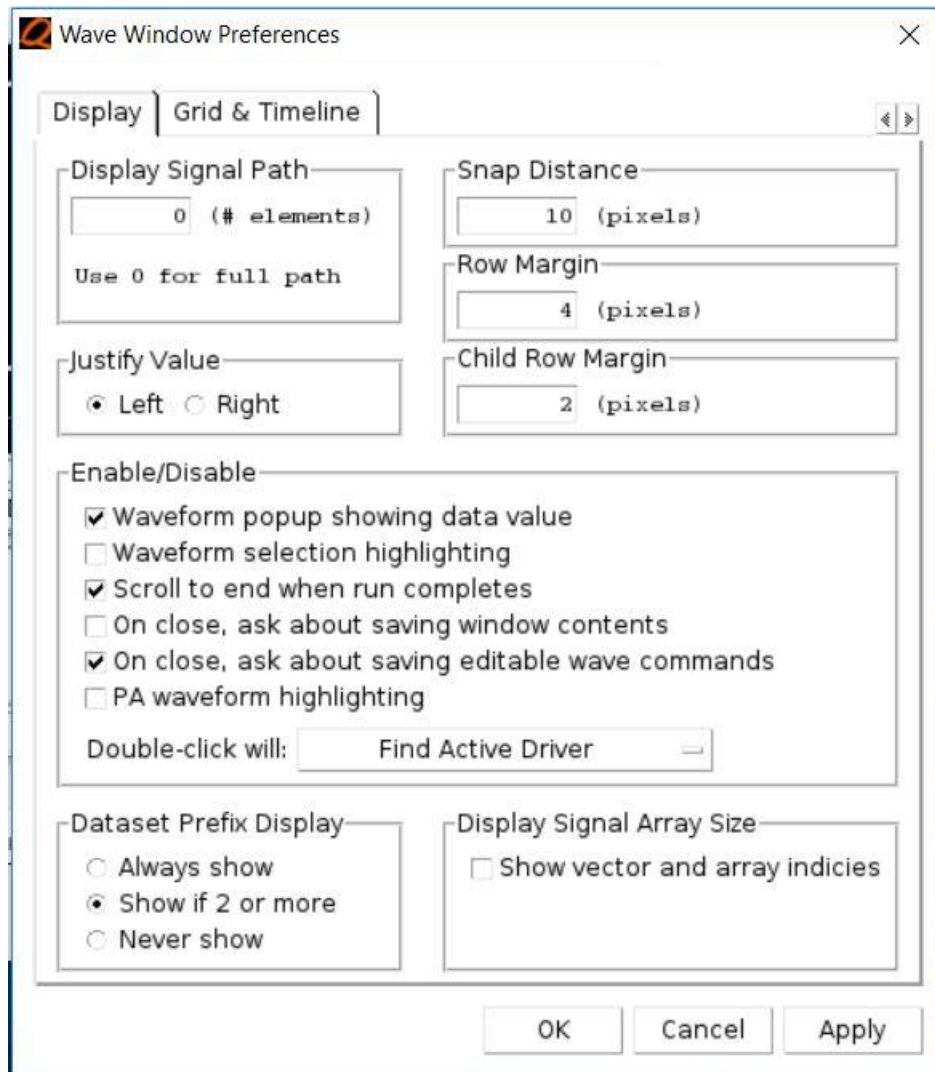 Wave Window Preferences
Display
Grid & Timeline
Display Signal Path
0 (# elements)
Use 0 for full path
Snap Distance
10 (pixels)
Row Margin
4 (pixels)
Justify Value
Left Right
Child Row Margin
2 (pixels)
Enable/Disable
Waveform popup showing data value
Waveform selection highlighting
Scroll to end when run completes
On close, ask about saving window contents
On close, ask about saving editable wave commands
PA waveform highlighting
Double-click will: Find Active Driver
Dataset Prefix Display
Always show
Show if 2 or more
Never show
Display Signal Array Size
Show vector and array indicies
OK Cancel Apply